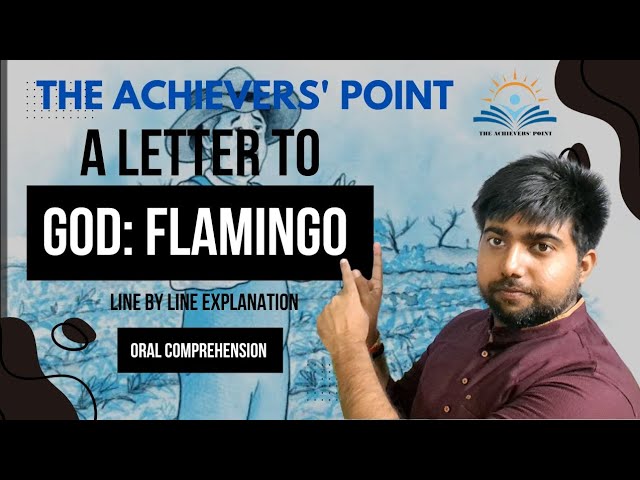 THE ACHIEVERS' POINT
THE ACHIEVERS' POINT
A LETTER TO
GOD: FLAMINGO
LINE BY LINE EXPLANATION
ORAL COMPREHENSION